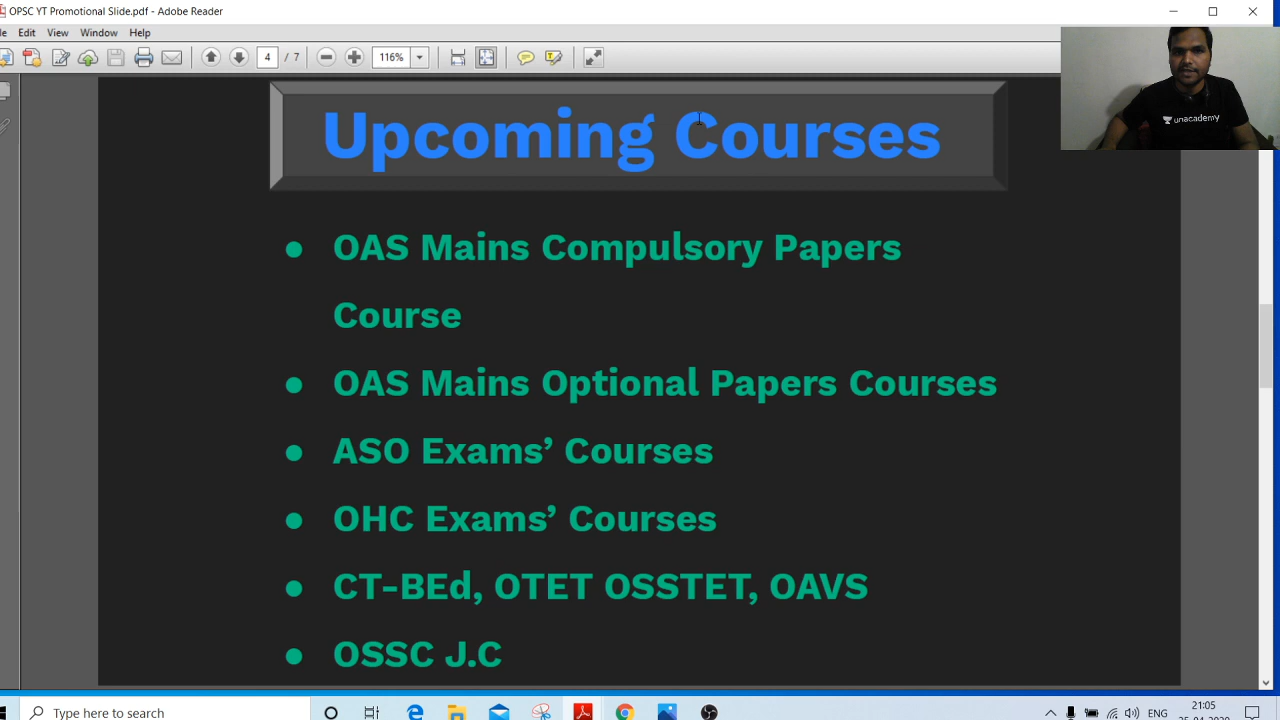 OPSC YT Promotional Slide.pdf - Adobe Reader
Edit View Window Help
4 / 7 116%
unacademy
Upcoming Courses
● OAS Mains Compulsory Papers
Course
● OAS Mains Optional Papers Courses
● ASO Exams’ Courses
● OHC Exams’ Courses
● CT-BEd, OTET OSSTET, OAVS
● OSSC J.C
Type here to search
ENG
21:05